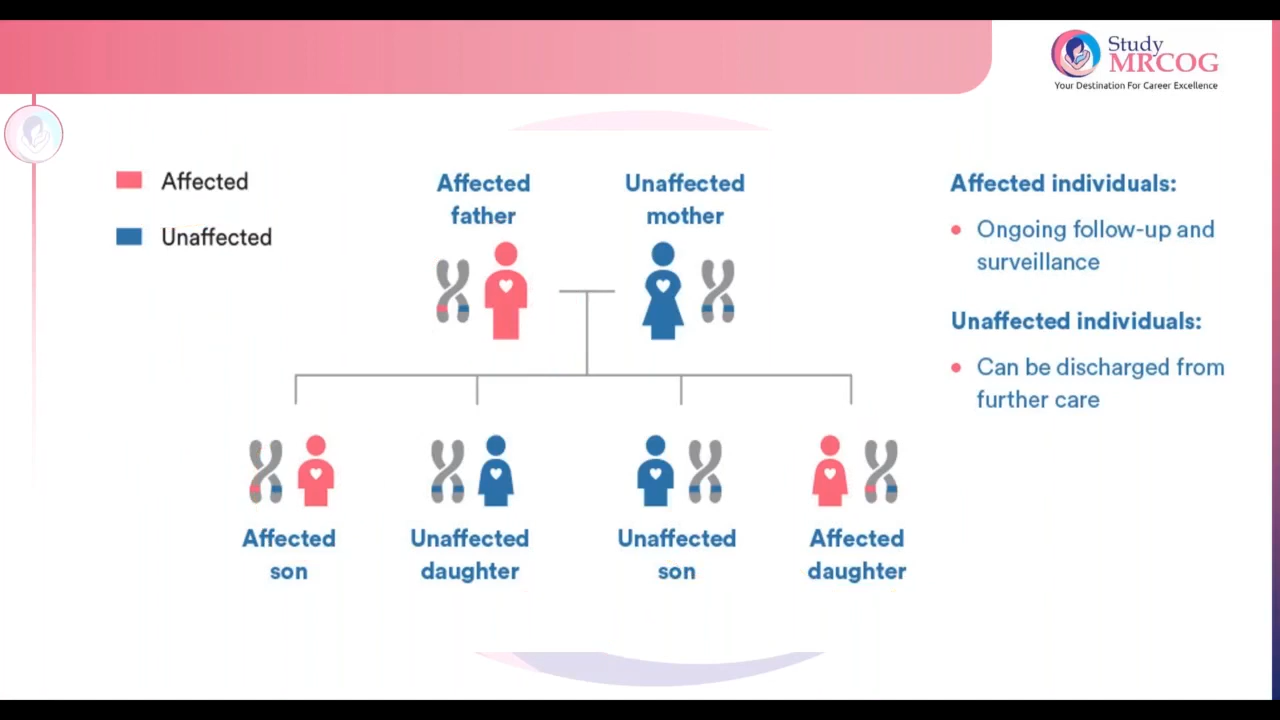 Study
MRCOG
Your Destination For Career Excellence
Affected
Unaffected
Affected
father
Unaffected
mother
Affected individuals:
• Ongoing follow-up and
surveillance
Unaffected individuals:
• Can be discharged from
further care
Affected
son
Unaffected
daughter
Unaffected
son
Affected
daughter